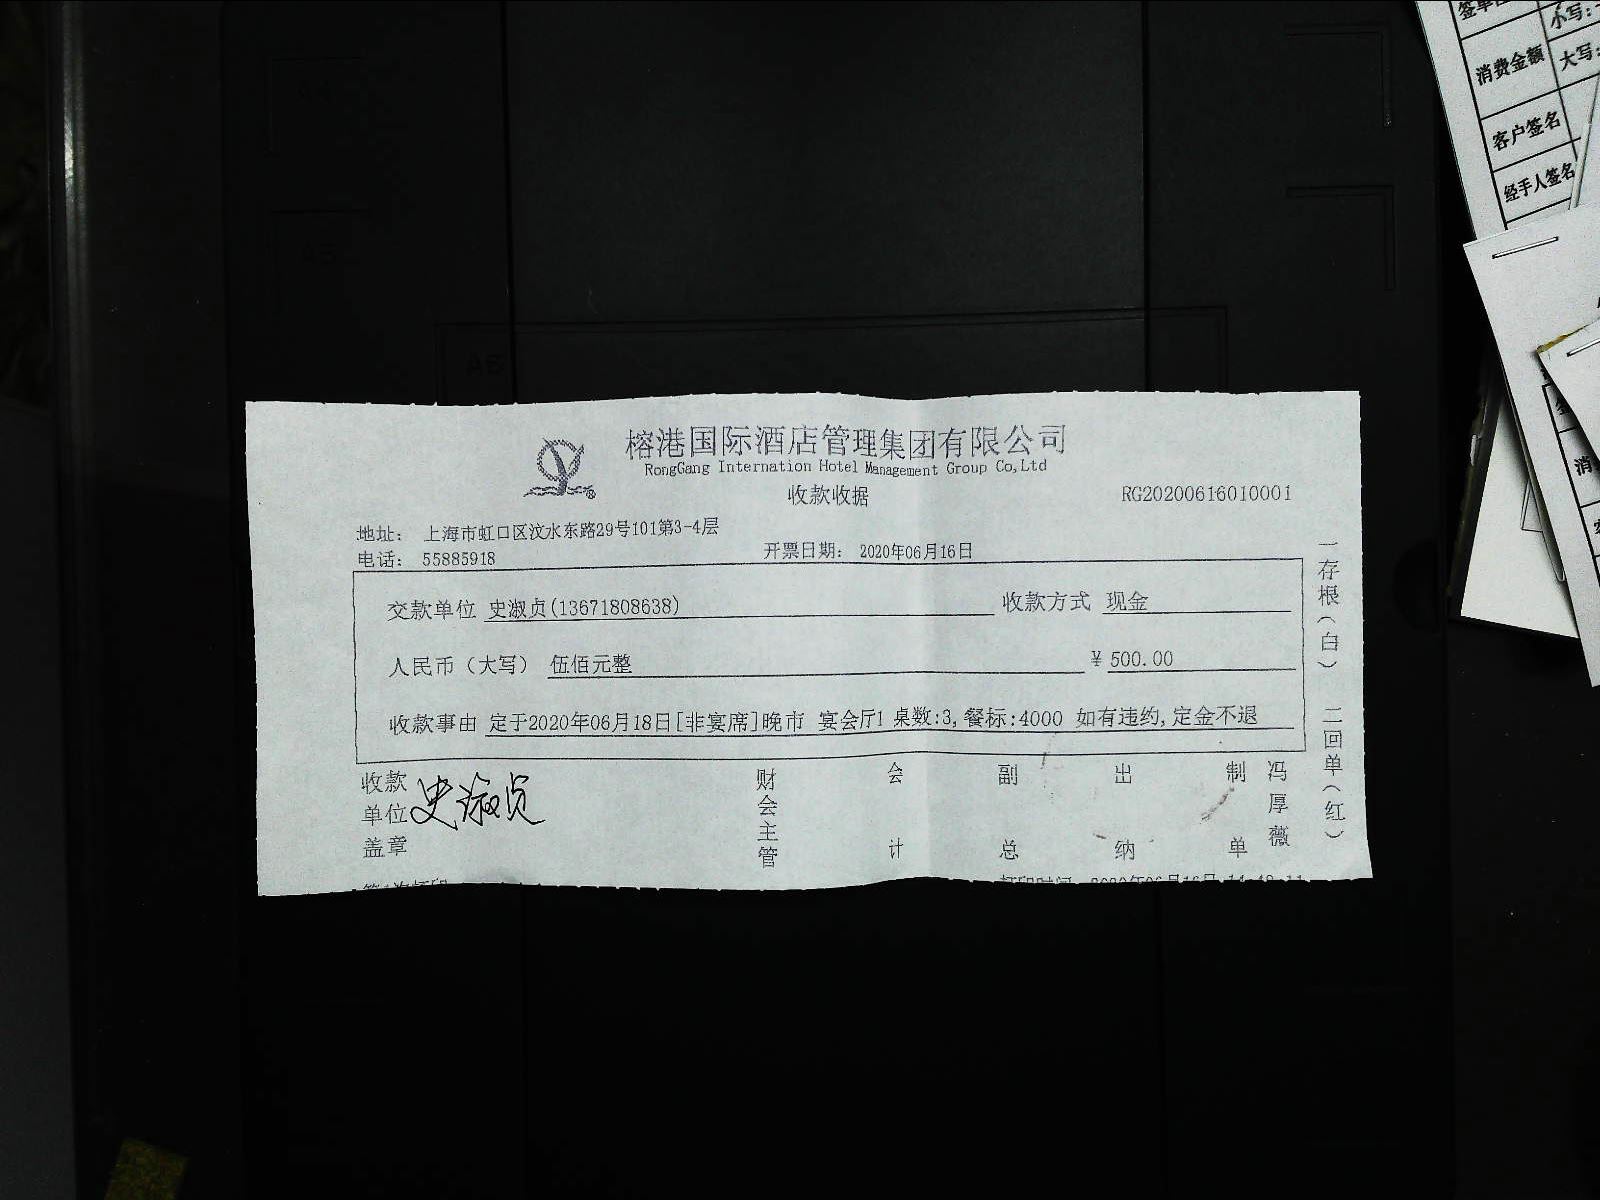 榕港国际酒店管理集团有限公司
RongGang Internation Hotel Management Group Co,Ltd
收款收据
RG20200616010001
地址： 上海市虹口区汶水东路29号101第3-4层
电话： 55885918
开票日期： 2020年06月16日
交款单位 史淑贞(13671808638)
收款方式 现金
人民币（大写） 伍佰元整
¥ 500.00
收款事由 定于2020年06月18日[非宴席]晚市 宴会厅1 桌数:3,餐标:4000 如有违约,定金不退
收款单位盖章
史淑贞
财会主管
会计
副总
出纳
制单
冯厚薇
一存根（白）
二回单（红）
小写:
消费金额
大写:
客户签名
经手人签名